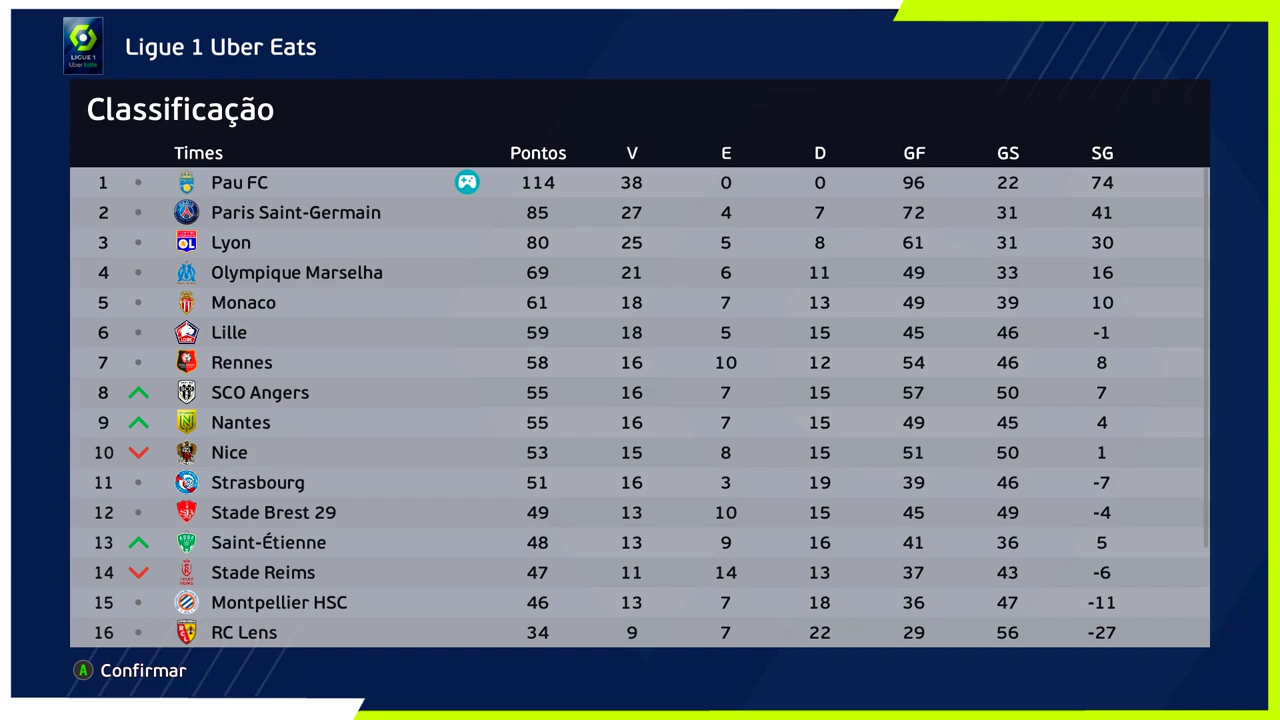 LIGUE 1
Uber Eats
Ligue 1 Uber Eats
Classificação
Times Pontos V E D GF GS SG
1 Pau FC 114 38 0 0 96 22 74
2 Paris Saint-Germain 85 27 4 7 72 31 41
3 Lyon 80 25 5 8 61 31 30
4 Olympique Marselha 69 21 6 11 49 33 16
5 Monaco 61 18 7 13 49 39 10
6 Lille 59 18 5 15 45 46 -1
7 Rennes 58 16 10 12 54 46 8
8 SCO Angers 55 16 7 15 57 50 7
9 Nantes 55 16 7 15 49 45 4
10 Nice 53 15 8 15 51 50 1
11 Strasbourg 51 16 3 19 39 46 -7
12 Stade Brest 29 49 13 10 15 45 49 -4
13 Saint-Étienne 48 13 9 16 41 36 5
14 Stade Reims 47 11 14 13 37 43 -6
15 Montpellier HSC 46 13 7 18 36 47 -11
16 RC Lens 34 9 7 22 29 56 -27
A Confirmar